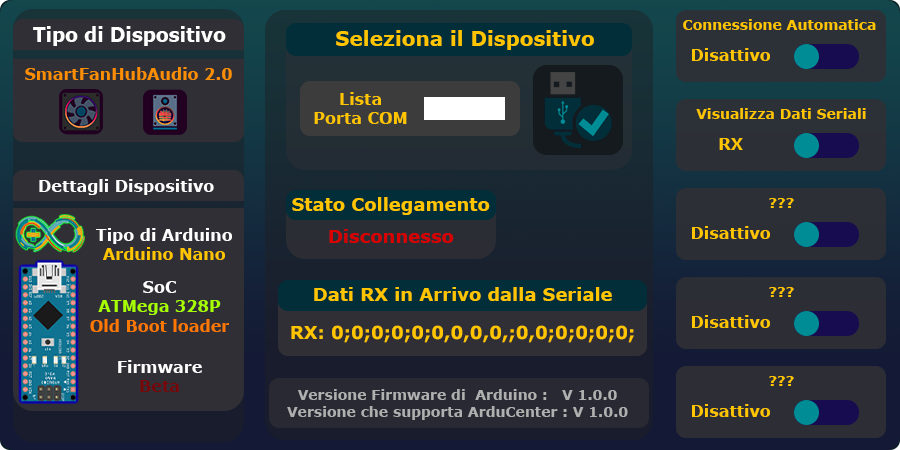 Tipo di Dispositivo
SmartFanHubAudio 2.0
Dettagli Dispositivo
Tipo di Arduino
Arduino Nano
SoC
ATMega 328P
Old Boot loader
Firmware
Beta
Seleziona il Dispositivo
Lista
Porta COM
Stato Collegamento
Disconnesso
Dati RX in Arrivo dalla Seriale
RX: 0;0;0;0;0;0,0,0,0,;0,0;0;0;0;0;
Versione Firmware di Arduino : V 1.0.0
Versione che supporta ArduCenter : V 1.0.0
Connessione Automatica
Disattivo
Visualizza Dati Seriali
RX
???
Disattivo
???
Disattivo
???
Disattivo